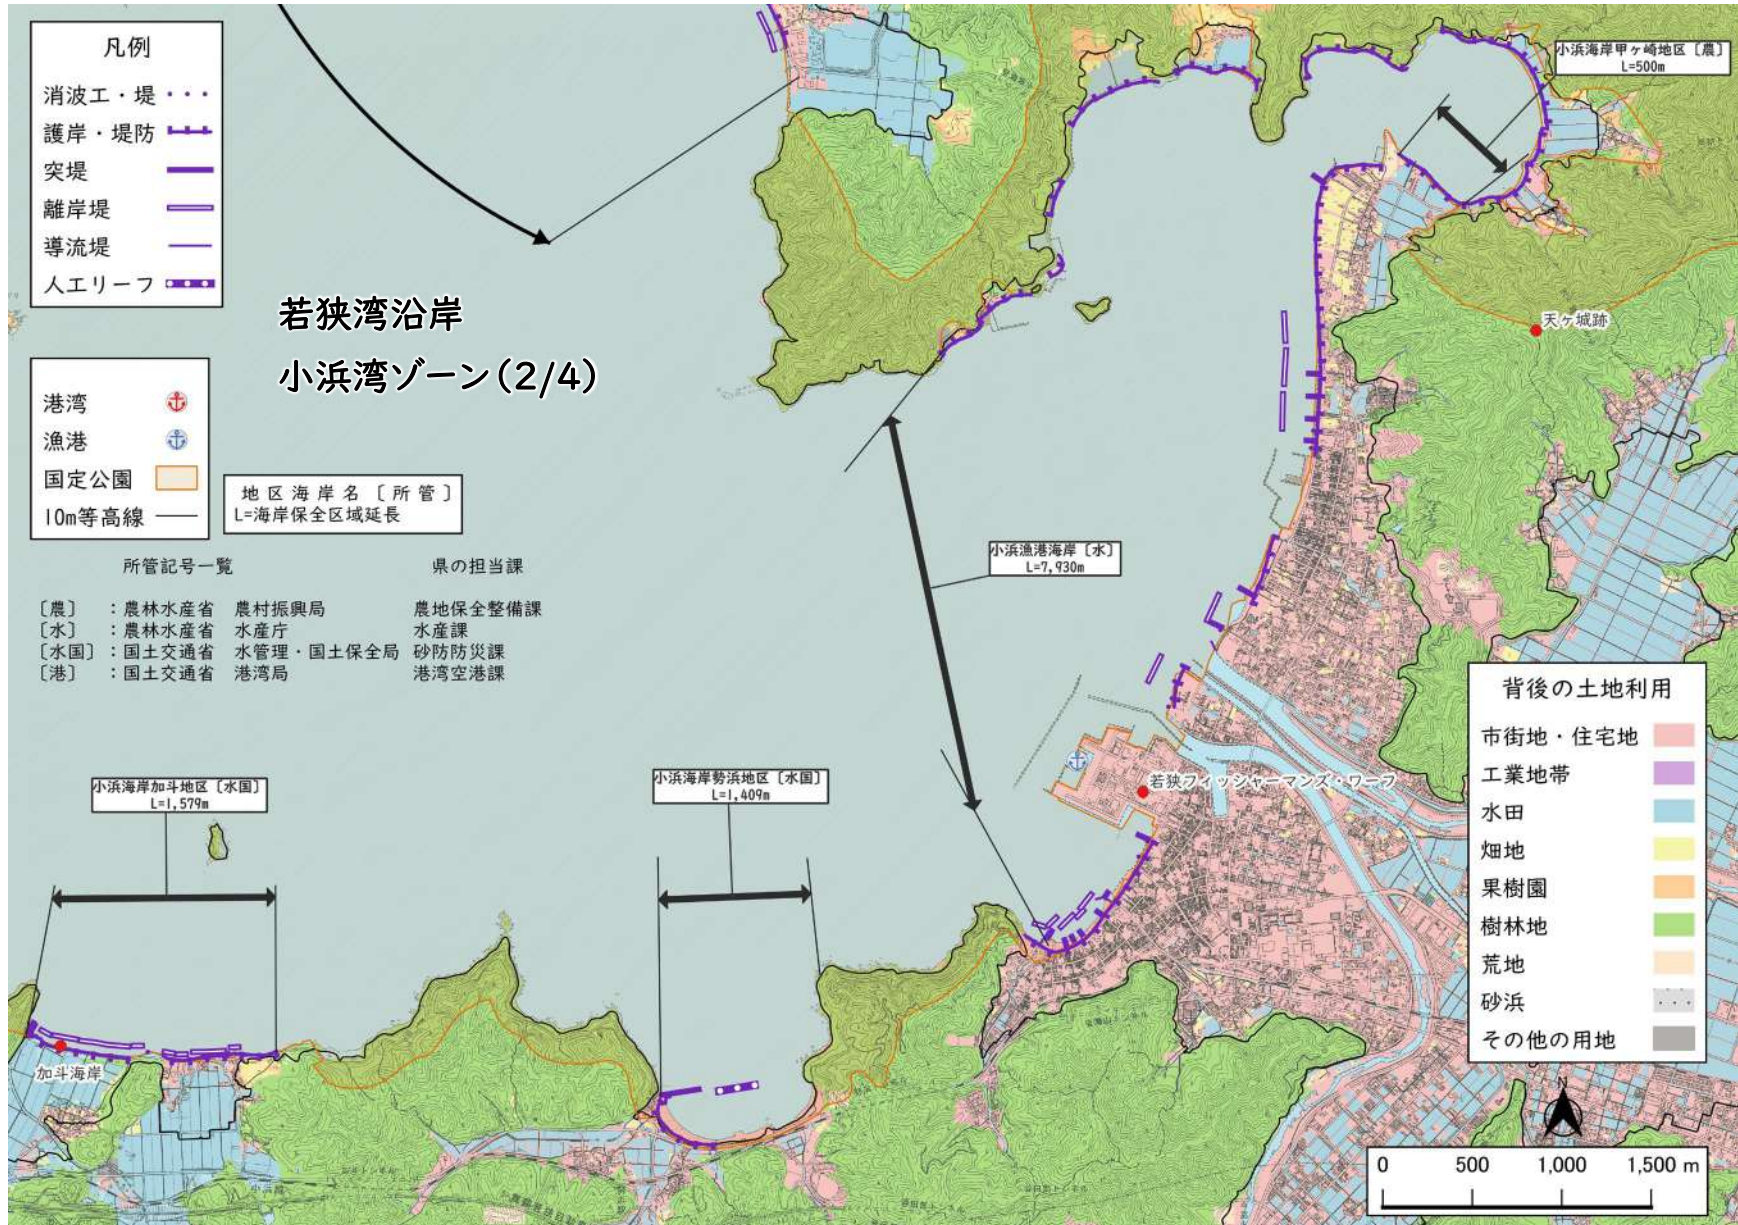 凡例
消波工・堤
護岸・堤防
突堤
離岸堤
導流堤
人工リーフ
港湾
漁港
国定公園
10m等高線
地区海岸名〔所管〕
L=海岸保全区域延長
若狭湾沿岸
小浜湾ゾーン(2/4)
所管記号一覧 県の担当課
〔農〕 :農林水産省 農村振興局 農地保全整備課
〔水〕 :農林水産省 水産庁 水産課
〔水国〕:国土交通省 水管理・国土保全局 砂防防災課
〔港〕 :国土交通省 港湾局 港湾空港課
小浜海岸甲ヶ崎地区〔農〕
L=500m
天ヶ城跡
小浜漁港海岸〔水〕
L=7,930m
若狭フィッシャーマンズ・ワーフ
小浜海岸加斗地区〔水国〕
L=1,579m
小浜海岸勢浜地区〔水国〕
L=1,409m
加斗海岸
背後の土地利用
市街地・住宅地
工業地帯
水田
畑地
果樹園
樹林地
荒地
砂浜
その他の用地
N
0 500 1,000 1,500 m